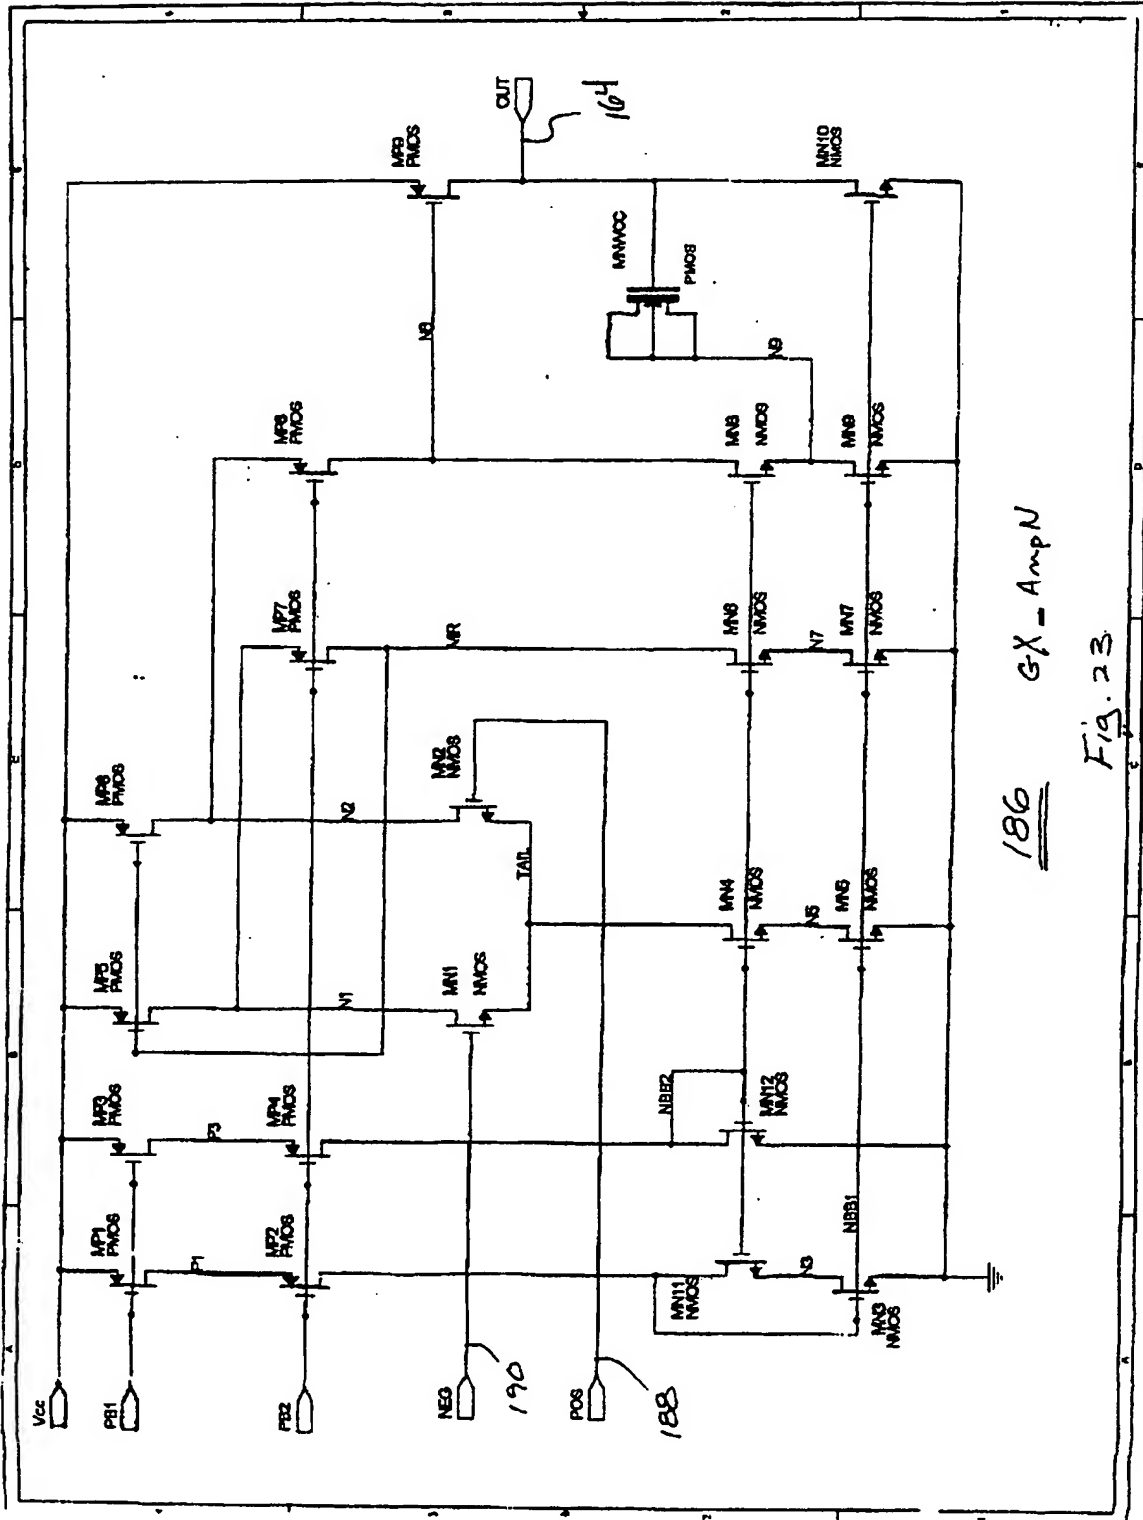 Vcc
PB1
PB2
NEG
190
POS
188
OUT
164
MP1
PMOS
P1
MP2
PMOS
MP3
PMOS
P3
MP4
PMOS
MP5
PMOS
N1
MN1
NMOS
MP6
PMOS
N2
MN2
NMOS
TAIL
MP7
PMOS
MIR
MP8
PMOS
N8
MP9
PMOS
MNVCC
PMOS
N9
MN11
NMOS
N3
MN3
NMOS
NBB1
NBB2
MN12
NMOS
MN4
NMOS
N5
MN5
NMOS
MN6
NMOS
N7
MN7
NMOS
MN8
NMOS
MN9
NMOS
MN10
NMOS
186
GX_AmpN
Fig. 23